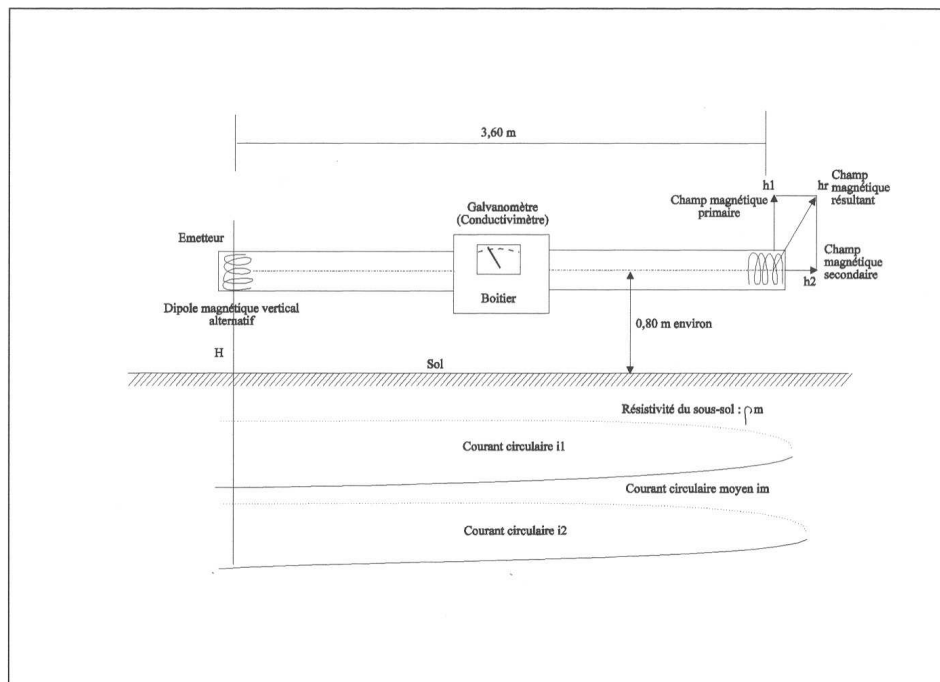 3,60 m
h1
hr
Champ
magnétique
résultant
Champ magnétique
primaire
Galvanomètre
(Conductivimètre)
Emetteur
Champ
magnétique
secondaire
h2
Boitier
Dipole magnétique vertical
alternatif
0,80 m environ
H
Sol
Résistivité du sous-sol : ρm
Courant circulaire i1
Courant circulaire moyen im
Courant circulaire i2